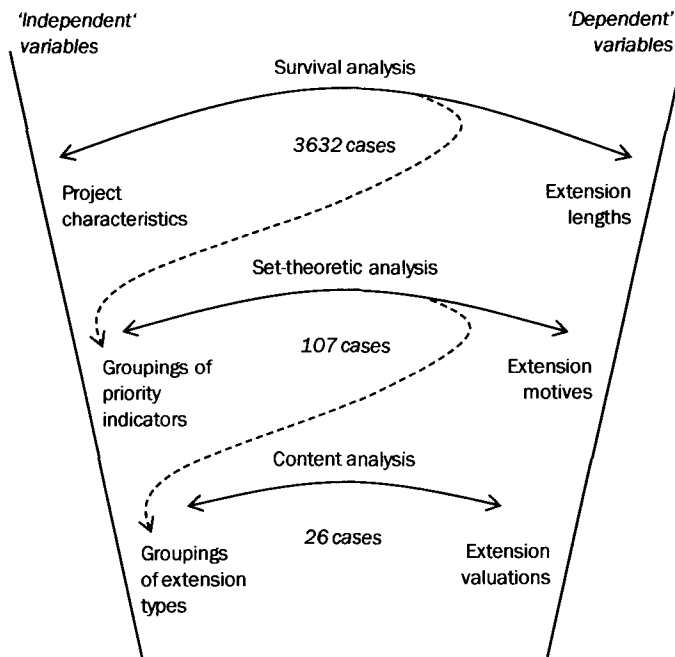 'Independent'
variables
'Dependent'
variables
Survival analysis
3632 cases
Project
characteristics
Extension
lengths
Set-theoretic analysis
107 cases
Groupings of
priority
indicators
Extension
motives
Content analysis
26 cases
Groupings
of extension
types
Extension
valuations